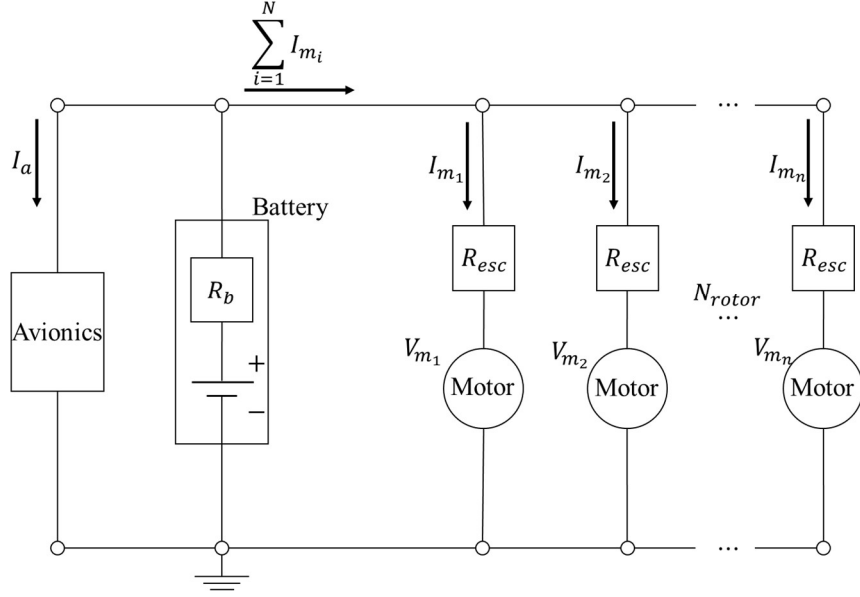 N
∑ I_{m_i}
i=1
I_a
I_{m_1}
I_{m_2}
...
I_{m_n}
Battery
R_b
R_{esc}
R_{esc}
R_{esc}
N_{rotor}
...
Avionics
+
−
V_{m_1}
Motor
V_{m_2}
Motor
V_{m_n}
Motor
...